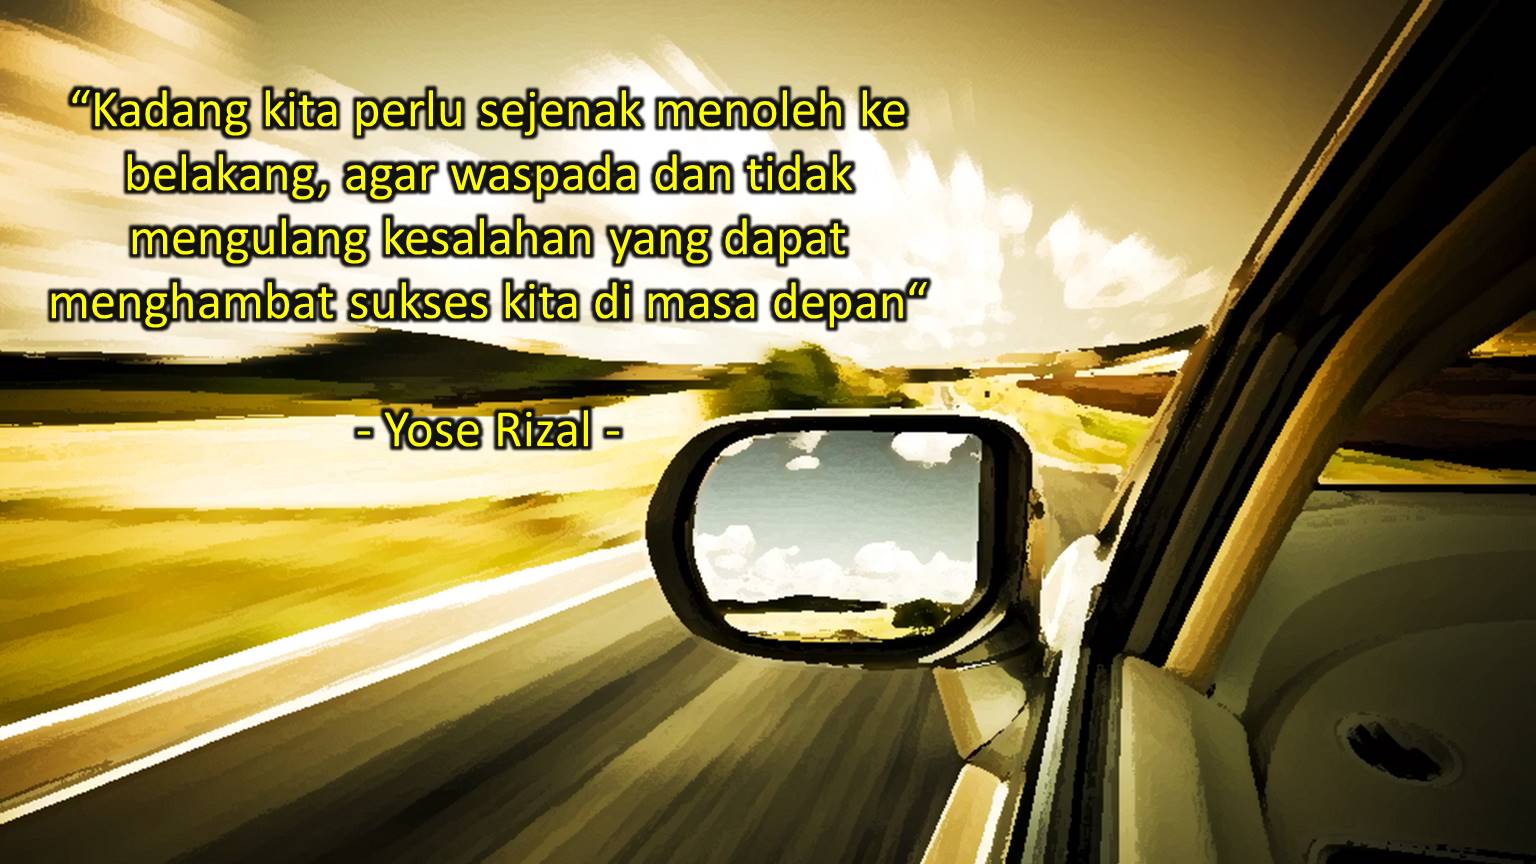 “Kadang kita perlu sejenak menoleh ke
belakang, agar waspada dan tidak
mengulang kesalahan yang dapat
menghambat sukses kita di masa depan“
- Yose Rizal -